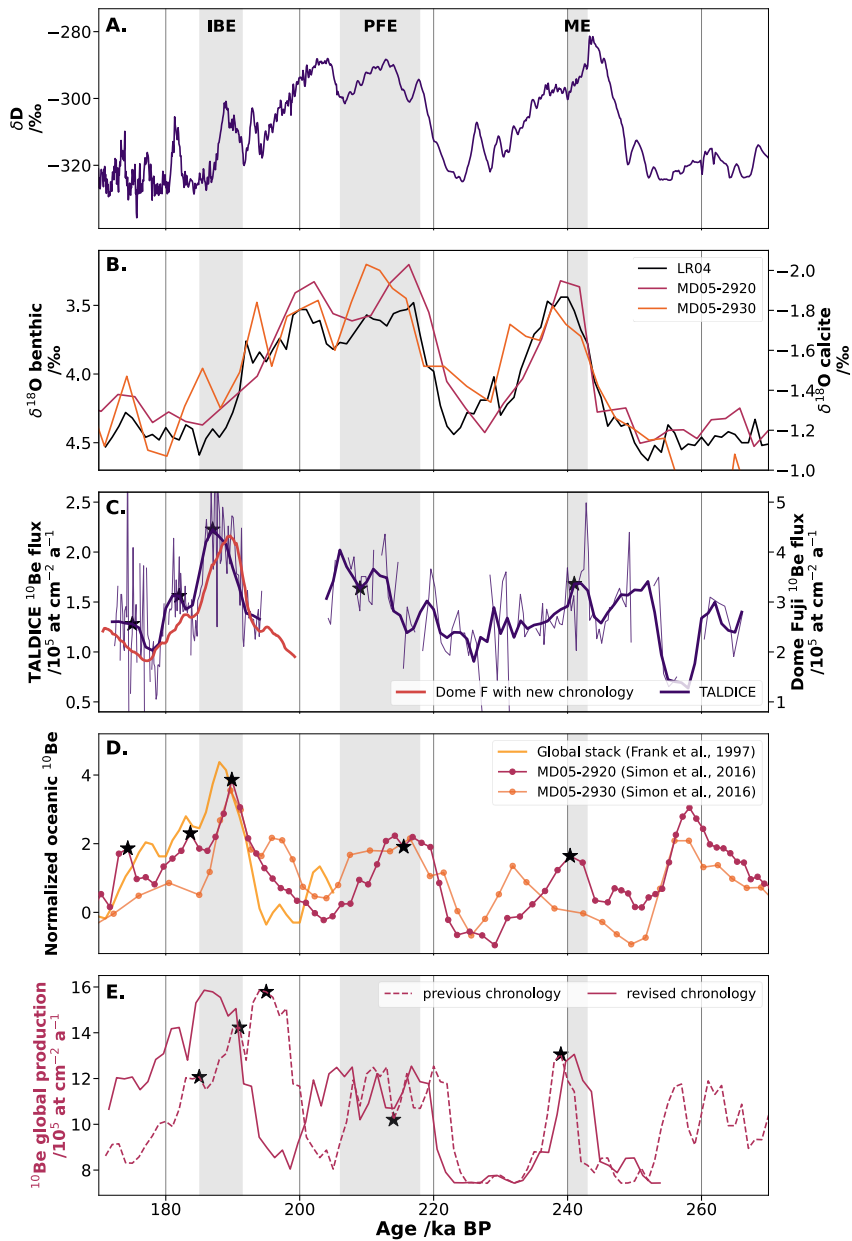 A.
IBE
PFE
ME
δD
/‰
−280
−300
−320
B.
LR04
MD05-2920
MD05-2930
δ¹⁸O benthic
/‰
3.5
4.0
4.5
δ¹⁸O calcite
/‰
−2.0
−1.8
−1.6
−1.4
−1.2
−1.0
C.
TALDICE ¹⁰Be flux
/10⁵ at cm⁻² a⁻¹
2.5
2.0
1.5
1.0
0.5
Dome Fuji ¹⁰Be flux
/10⁵ at cm⁻² a⁻¹
5
4
3
2
1
Dome F with new chronology
TALDICE
D.
Global stack (Frank et al., 1997)
MD05-2920 (Simon et al., 2016)
MD05-2930 (Simon et al., 2016)
Normalized oceanic ¹⁰Be
4
2
0
E.
previous chronology
revised chronology
¹⁰Be global production
/10⁵ at cm⁻² a⁻¹
16
14
12
10
8
180
200
220
240
260
Age /ka BP